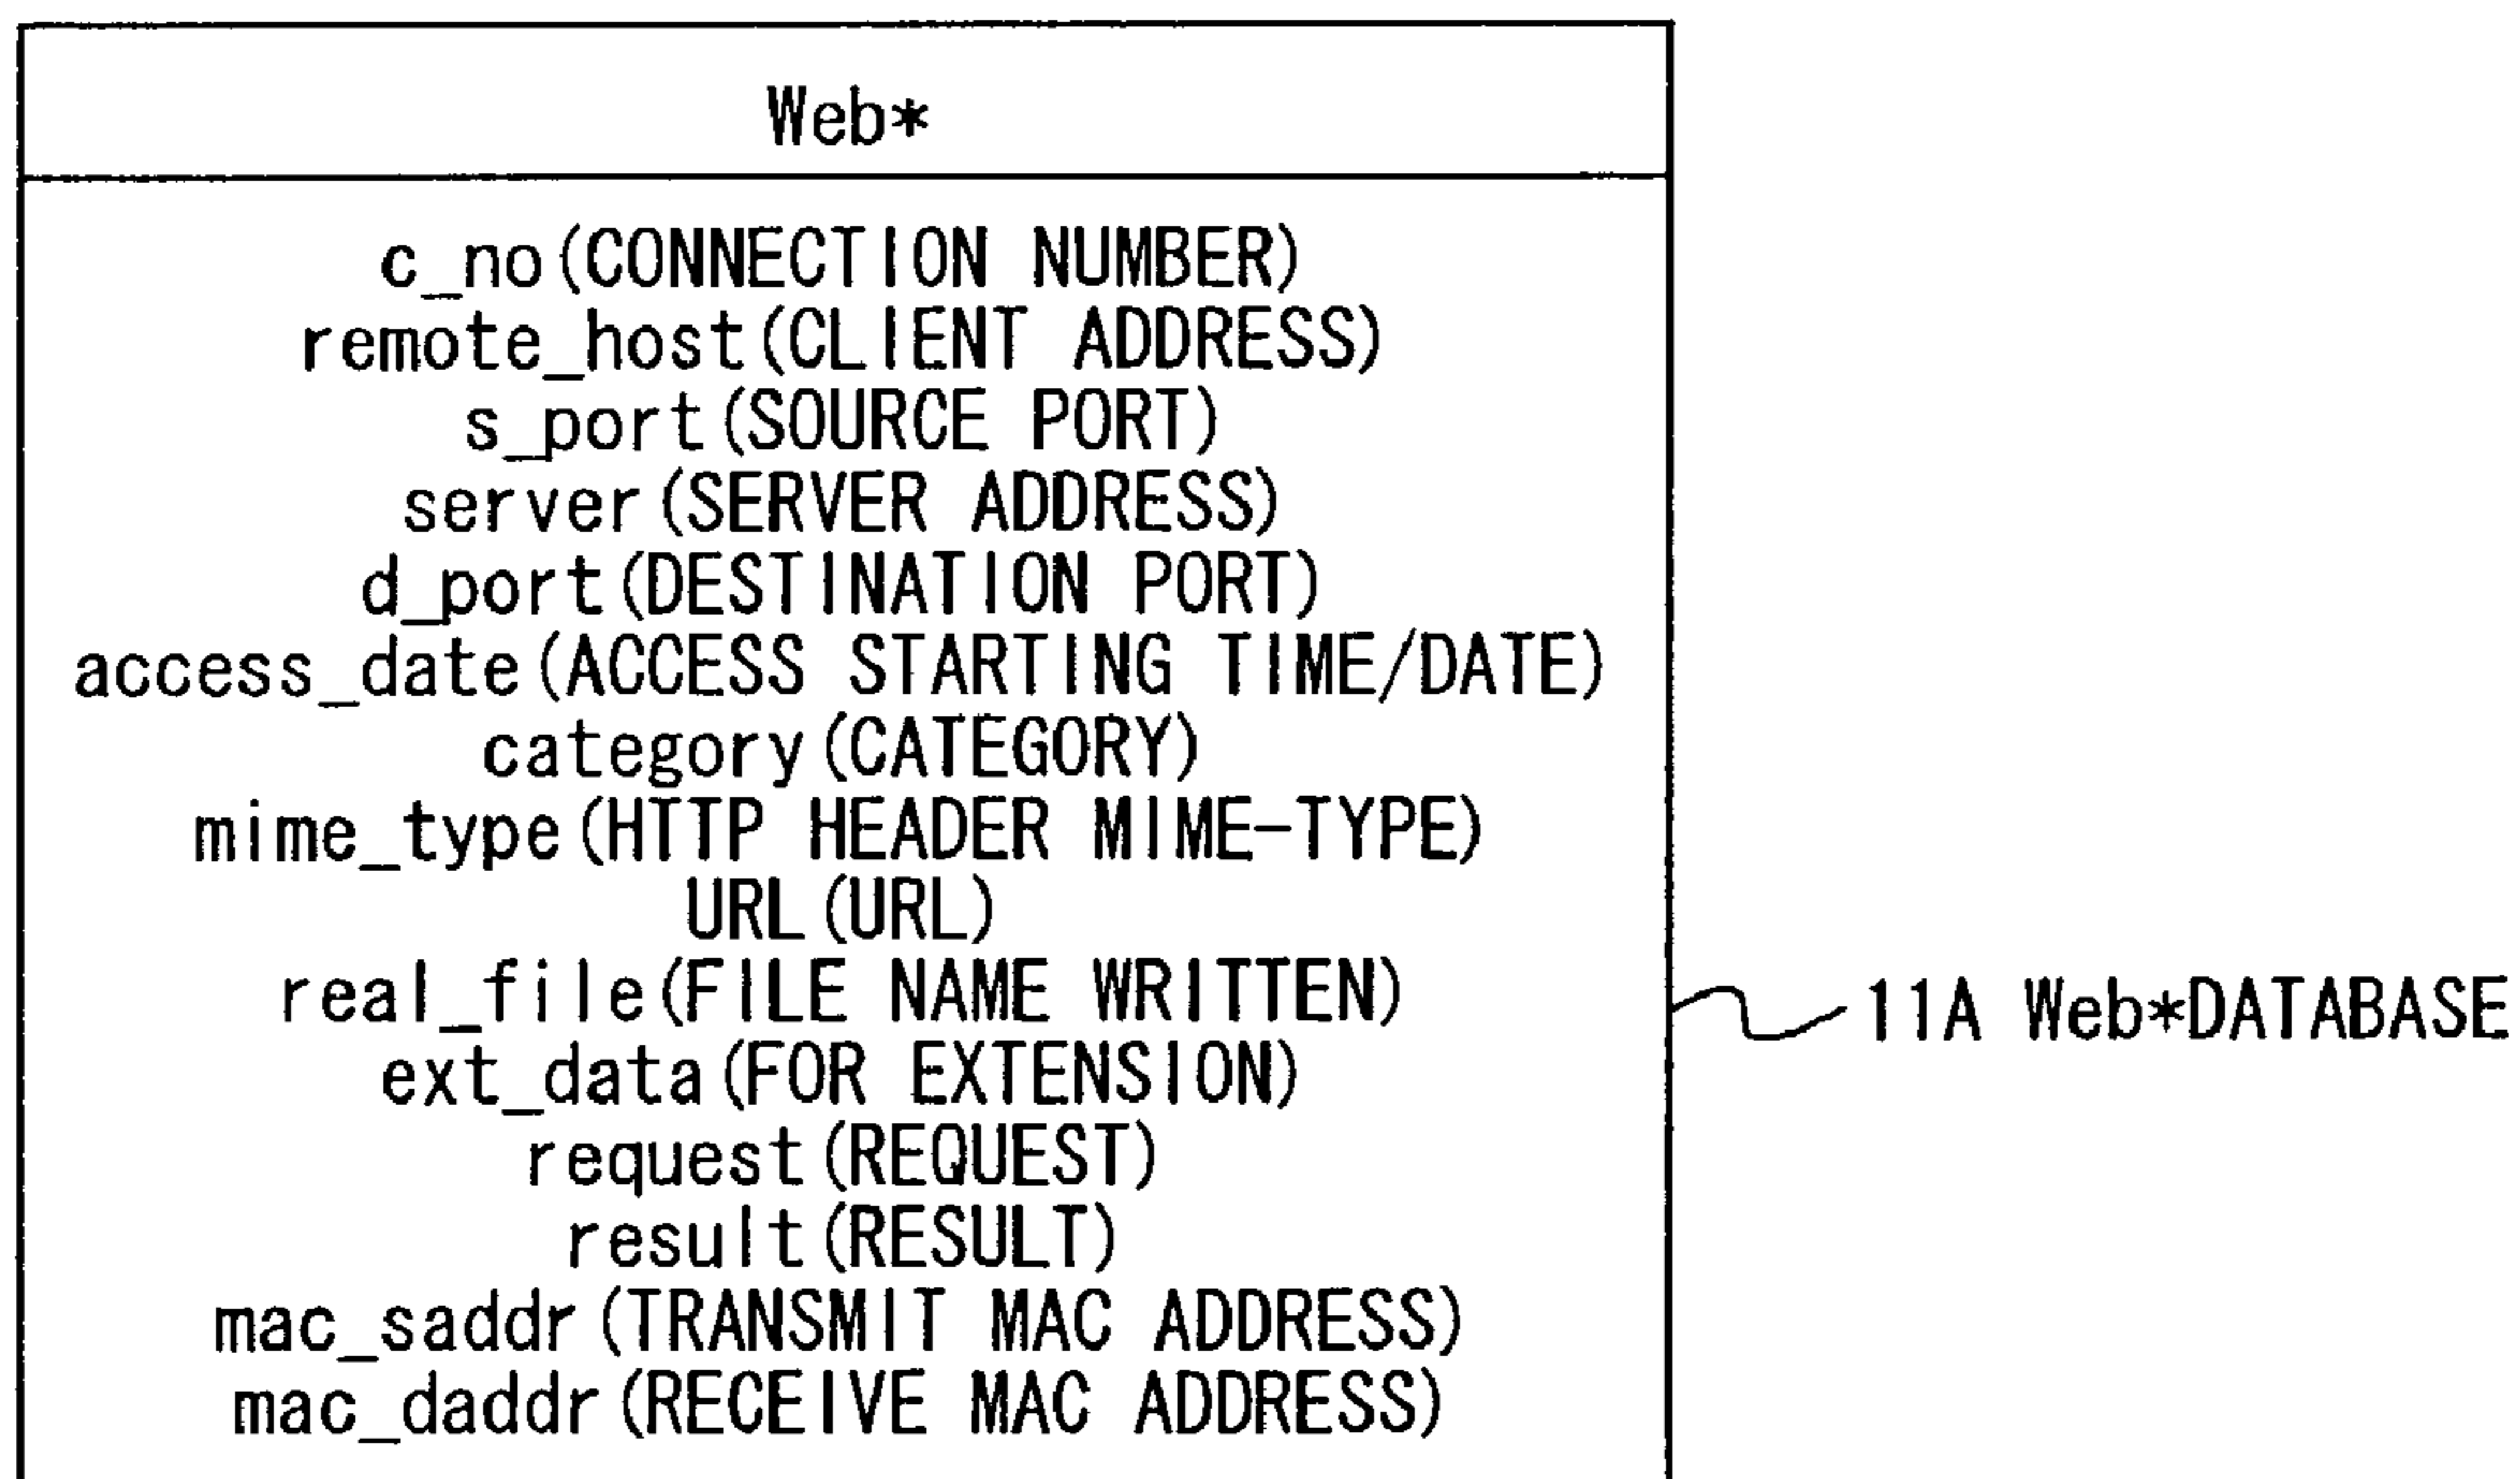 Web*
c_no(CONNECTION NUMBER)
remote_host(CLIENT ADDRESS)
s_port(SOURCE PORT)
server(SERVER ADDRESS)
d_port(DESTINATION PORT)
access_date(ACCESS STARTING TIME/DATE)
category(CATEGORY)
mime_type(HTTP HEADER MIME-TYPE)
URL(URL)
real_file(FILE NAME WRITTEN)
11A Web*DATABASE
ext_data(FOR EXTENSION)
request(REQUEST)
result(RESULT)
mac_saddr(TRANSMIT MAC ADDRESS)
mac_daddr(RECEIVE MAC ADDRESS)